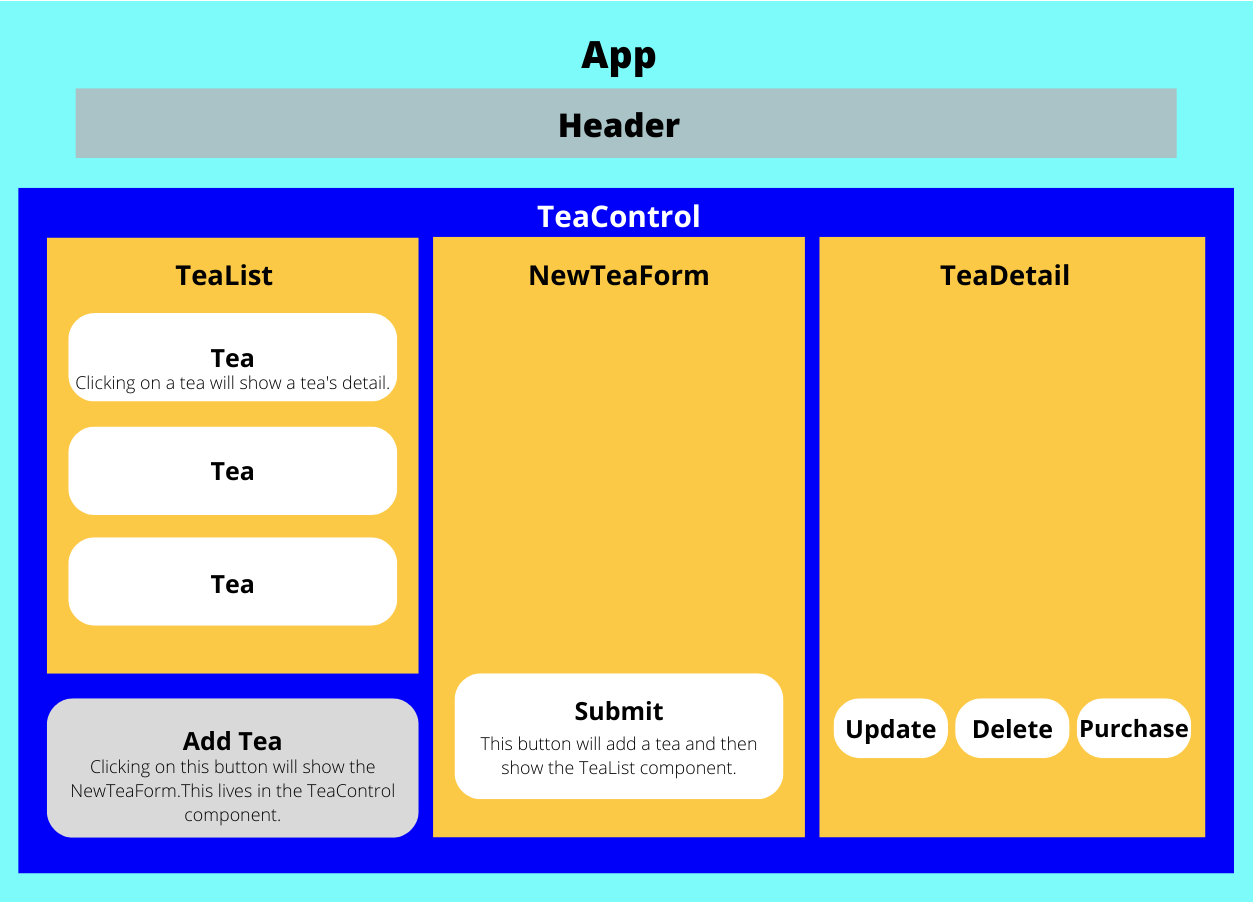 App
Header
TeaControl
TeaList
Tea
Clicking on a tea will show a tea's detail.
Tea
Tea
Add Tea
Clicking on this button will show the
NewTeaForm.This lives in the TeaControl
component.
NewTeaForm
Submit
This button will add a tea and then
show the TeaList component.
TeaDetail
Update
Delete
Purchase